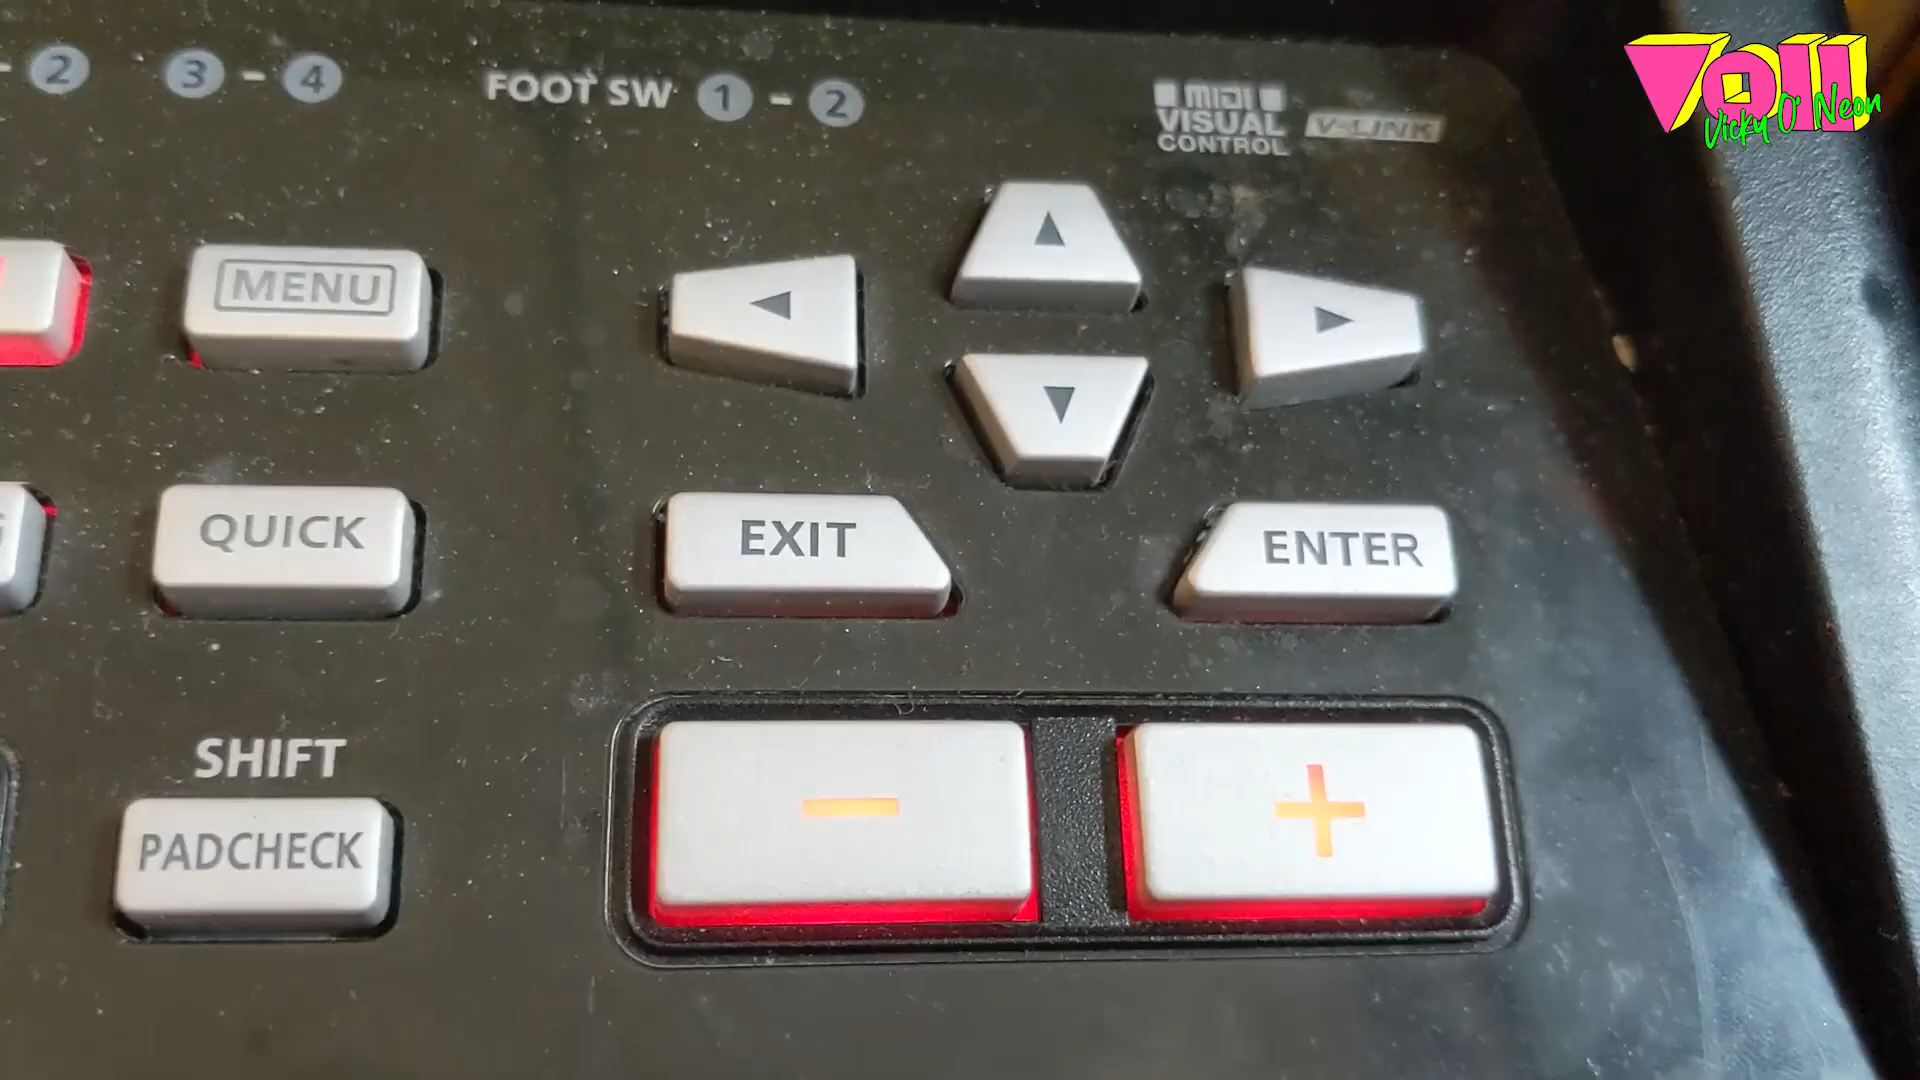 - 2 3 - 4 FOOT SW 1 - 2
MIDI
VISUAL
CONTROL
V-LINK
VON
Vicky O' Neon
MENU
QUICK
EXIT
ENTER
SHIFT
PADCHECK
- +